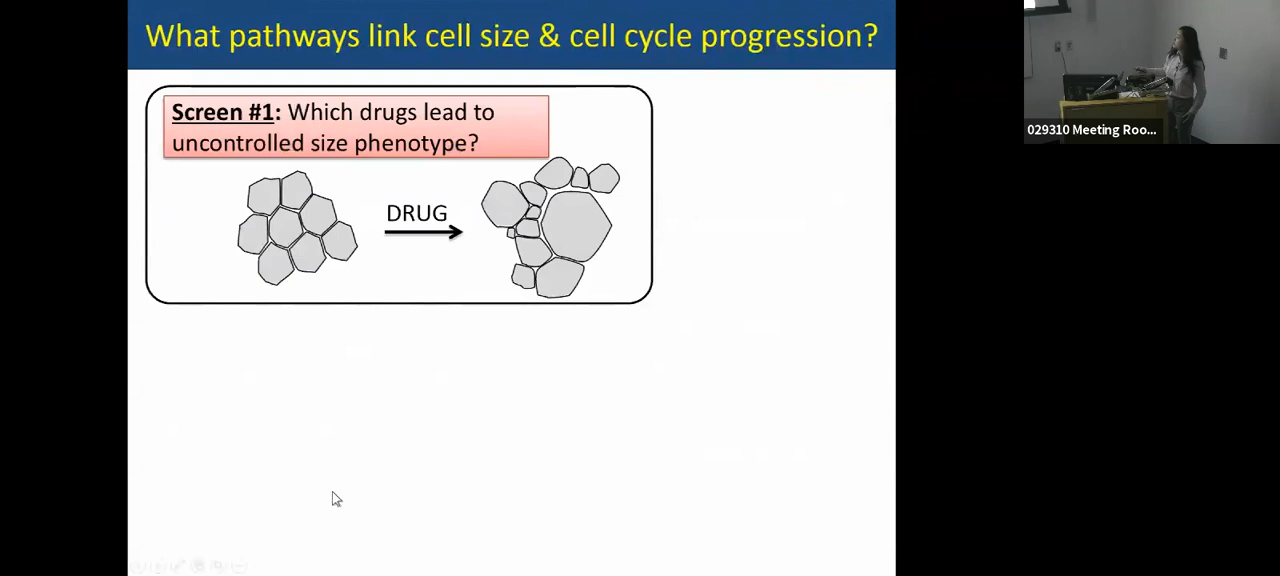 What pathways link cell size & cell cycle progression?
Screen #1: Which drugs lead to
uncontrolled size phenotype?
DRUG
029310 Meeting Roo...